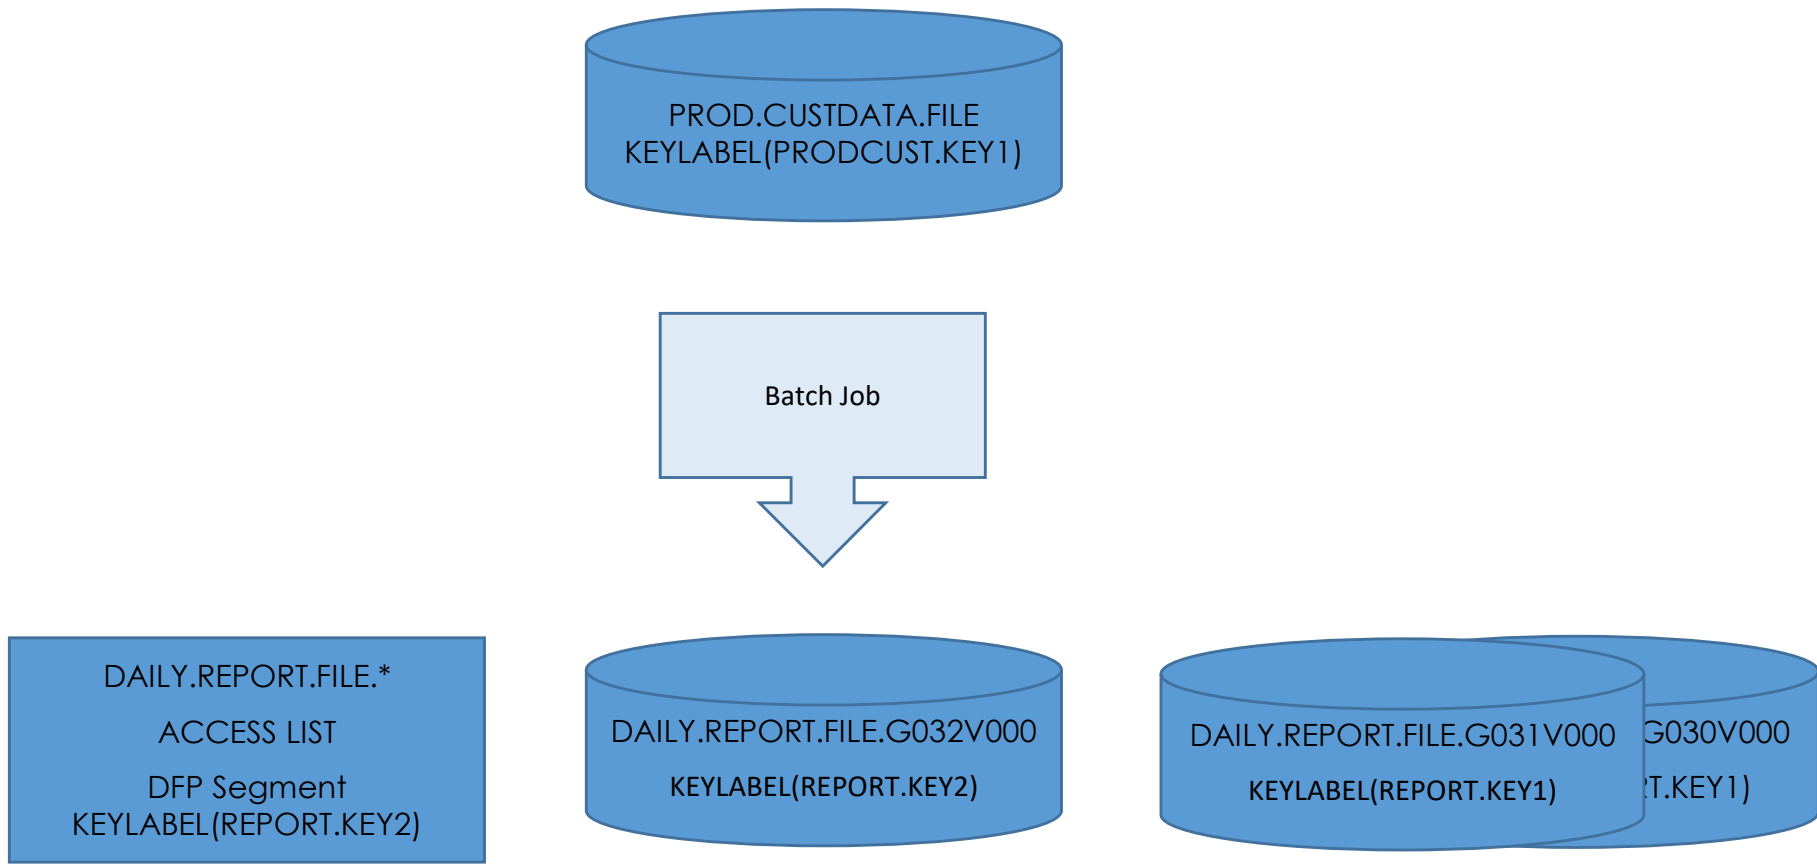 PROD.CUSTDATA.FILE
KEYLABEL(PRODCUST.KEY1)
Batch Job
DAILY.REPORT.FILE.*
ACCESS LIST
DFP Segment
KEYLABEL(REPORT.KEY2)
DAILY.REPORT.FILE.G032V000
KEYLABEL(REPORT.KEY2)
DAILY.REPORT.FILE.G031V000
KEYLABEL(REPORT.KEY1)
G030V000
T.KEY1)